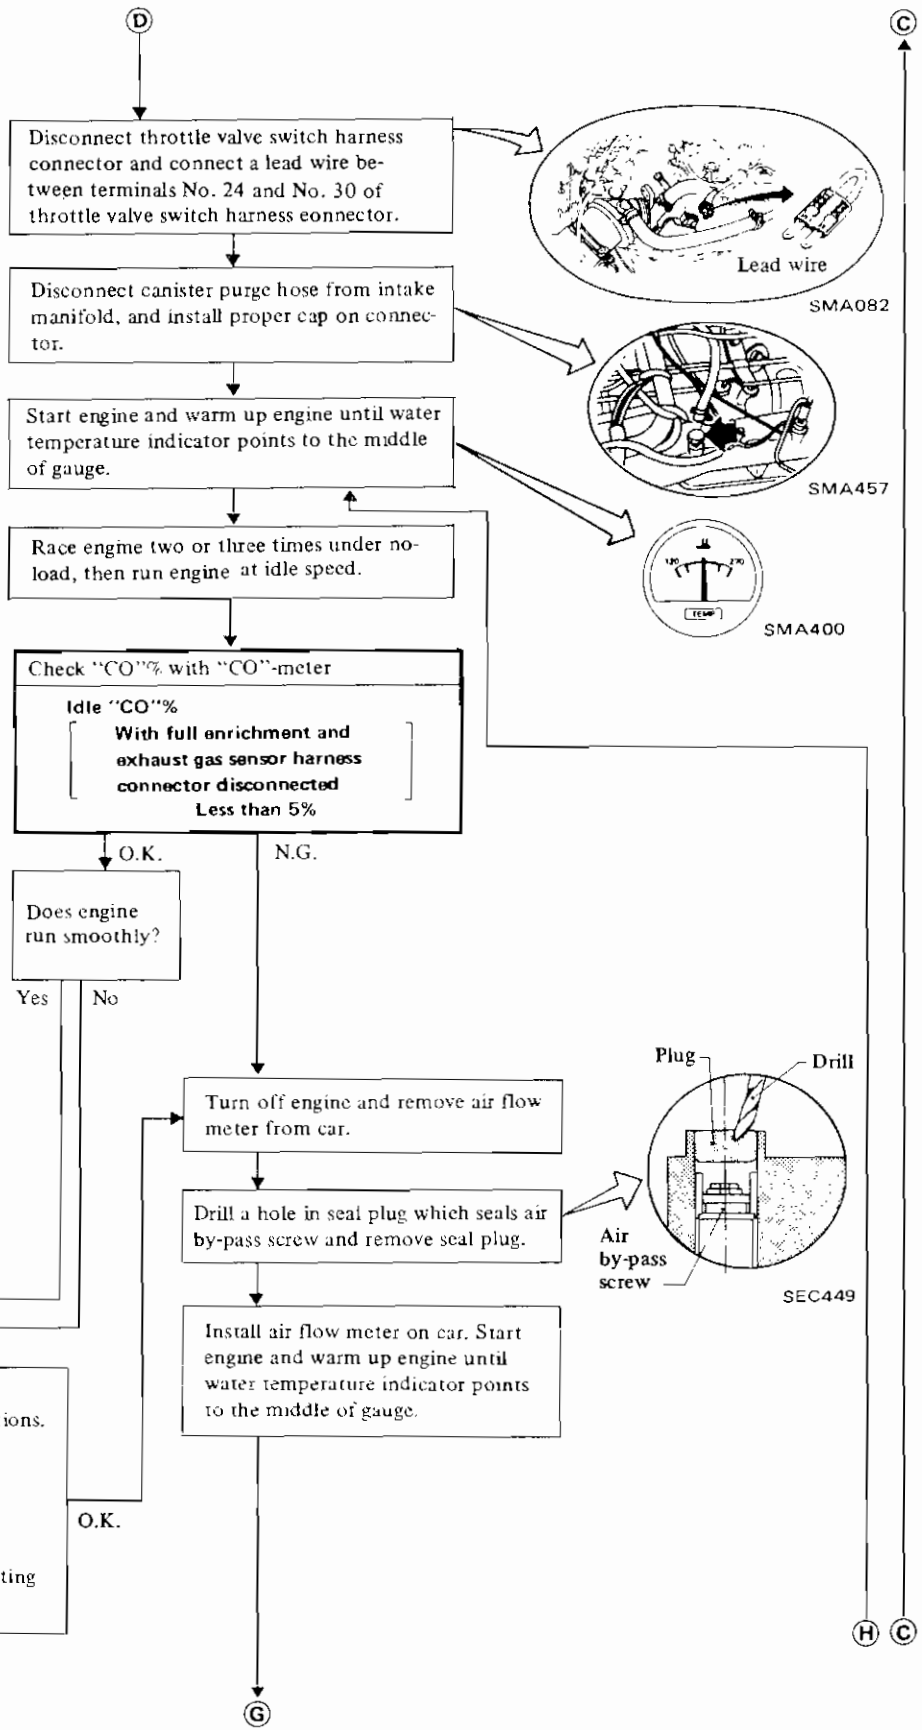 D
C
Disconnect throttle valve switch harness
connector and connect a lead wire be-
tween terminals No. 24 and No. 30 of
throttle valve switch harness eonnector.
Lead wire
SMA082
Disconnect canister purge hose from intake
manifold, and install proper cap on connec-
tor.
SMA457
Start engine and warm up engine until water
temperature indicator points to the middle
of gauge.
120
270
TEMP
SMA400
Race engine two or three times under no-
load, then run engine at idle speed.
Check "CO"% with "CO"-meter
Idle "CO"%
With full enrichment and
exhaust gas sensor harness
connector disconnected
Less than 5%
O.K.
N.G.
Does engine
run smoothly?
Yes
No
Turn off engine and remove air flow
meter from car.
Plug
Drill
Drill a hole in seal plug which seals air
by-pass screw and remove seal plug.
Air
by-pass
screw
SEC449
Install air flow meter on car. Start
engine and warm up engine until
water temperature indicator points
to the middle of gauge.
ions.
O.K.
ting
H
C
G